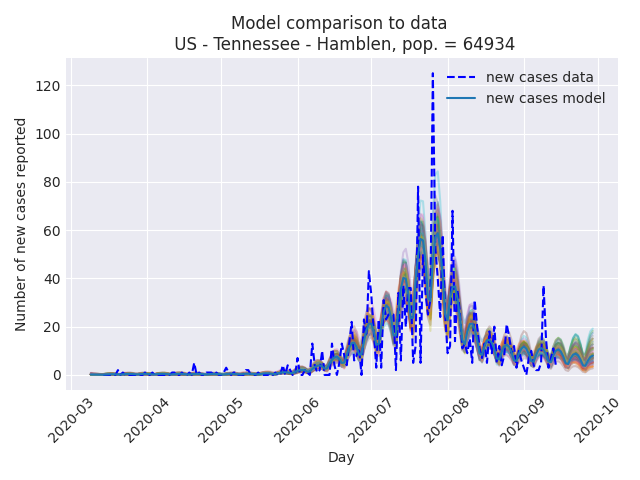 Model comparison to data
US - Tennessee - Hamblen, pop. = 64934
new cases data
new cases model
Number of new cases reported
120
100
80
60
40
20
0
2020-03
2020-04
2020-05
2020-06
2020-07
2020-08
2020-09
2020-10
Day